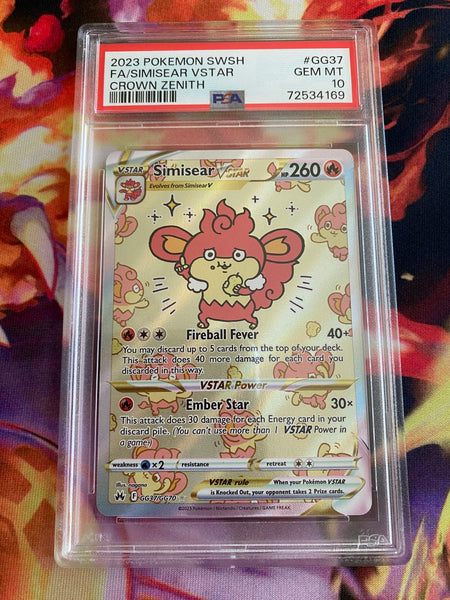 2023 POKEMON SWSH #GG37
FA/SIMISEAR VSTAR GEM MT
CROWN ZENITH 10
PSA 72534169
VSTAR Simisear VSTAR HP 260
Evolves from Simisear V
Fireball Fever 40+
You may discard up to 5 cards from the top of your deck.
This attack does 40 more damage for each card you
discarded in this way.
VSTAR Power
Ember Star 30×
This attack does 30 damage for each Energy card in your
discard pile. (You can't use more than 1 VSTAR Power in
a game.)
weakness ×2 resistance retreat
Illus. nagano
VSTAR rule When your Pokémon VSTAR
is Knocked Out, your opponent takes 2 Prize cards.
GG37/GG70
©2023 Pokémon / Nintendo / Creatures / GAME FREAK.